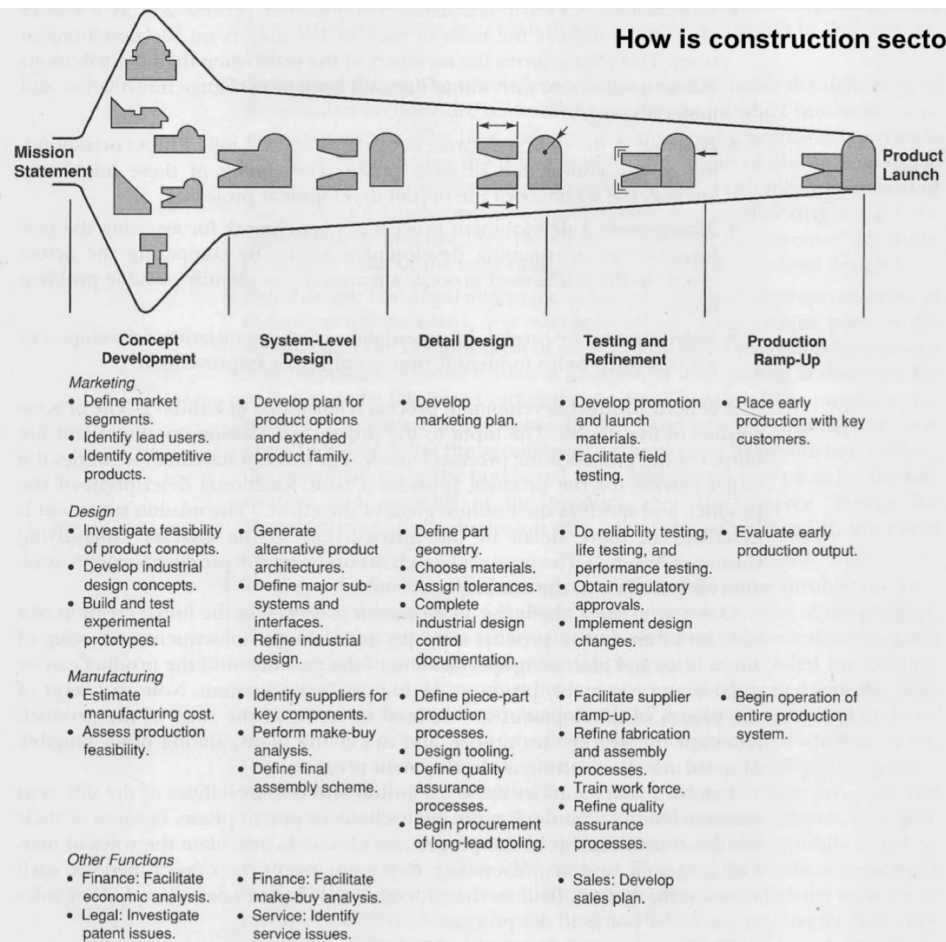 How is construction secto
Mission
Statement
Product
Launch
Concept
Development
System-Level
Design
Detail Design
Testing and
Refinement
Production
Ramp-Up
Marketing
• Define market
segments.
• Identify lead users.
• Identify competitive
products.
• Develop plan for
product options
and extended
product family.
• Develop
marketing plan.
• Develop promotion
and launch
materials.
• Facilitate field
testing.
• Place early
production with key
customers.
Design
• Investigate feasibility
of product concepts.
• Develop industrial
design concepts.
• Build and test
experimental
prototypes.
• Generate
alternative product
architectures.
• Define major sub-
systems and
interfaces.
• Refine industrial
design.
• Define part
geometry.
• Choose materials.
• Assign tolerances.
• Complete
industrial design
control
documentation.
• Do reliability testing,
life testing, and
performance testing.
• Obtain regulatory
approvals.
• Implement design
changes.
• Evaluate early
production output.
Manufacturing
• Estimate
manufacturing cost.
• Assess production
feasibility.
• Identify suppliers for
key components.
• Perform make-buy
analysis.
• Define final
assembly scheme.
• Define piece-part
production
processes.
• Design tooling.
• Define quality
assurance
processes.
• Begin procurement
of long-lead tooling.
• Facilitate supplier
ramp-up.
• Refine fabrication
and assembly
processes.
• Train work force.
• Refine quality
assurance
processes.
• Begin operation of
entire production
system.
Other Functions
• Finance: Facilitate
economic analysis.
• Legal: Investigate
patent issues.
• Finance: Facilitate
make-buy analysis.
• Service: Identify
service issues.
• Sales: Develop
sales plan.